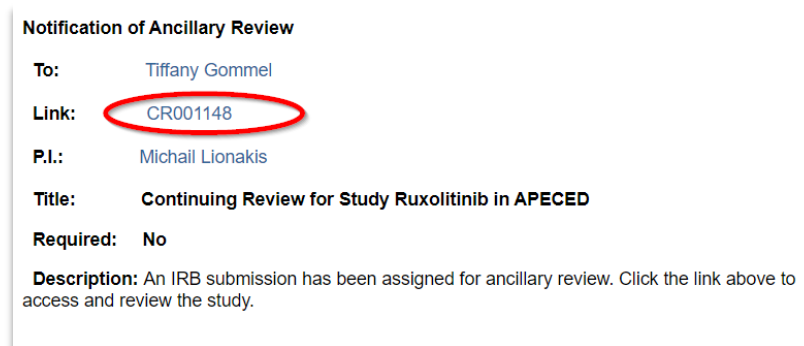 Notification of Ancillary Review
To: Tiffany Gommel
Link: CR001148
P.I.: Michail Lionakis
Title: Continuing Review for Study Ruxolitinib in APECED
Required: No
Description: An IRB submission has been assigned for ancillary review. Click the link above to
access and review the study.